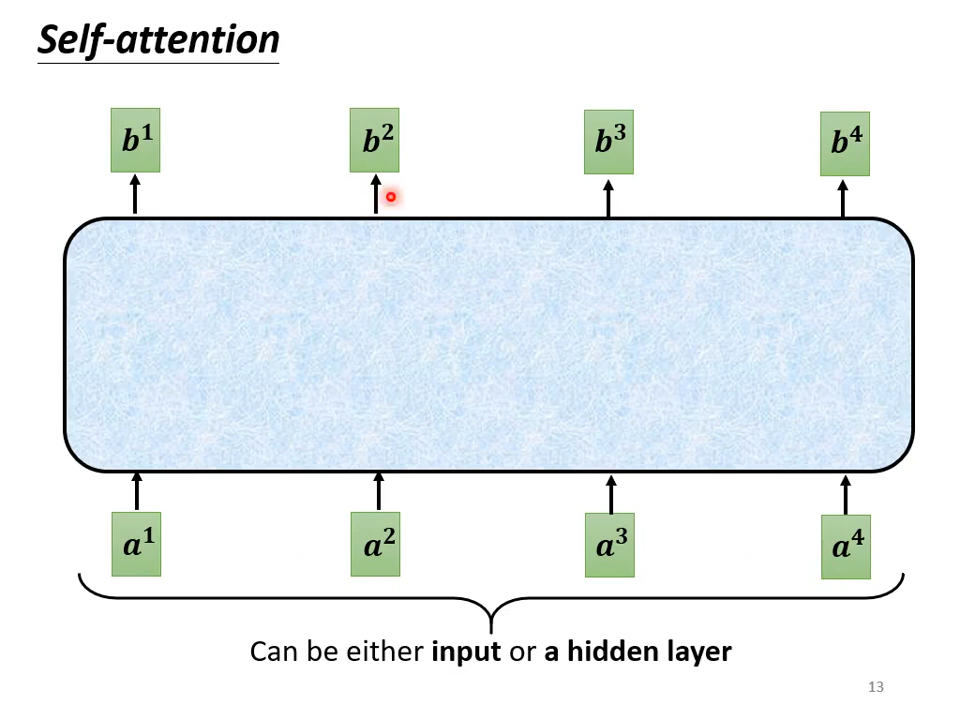 Self-attention
b¹ b² b³ b⁴
a¹ a² a³ a⁴
Can be either input or a hidden layer
13